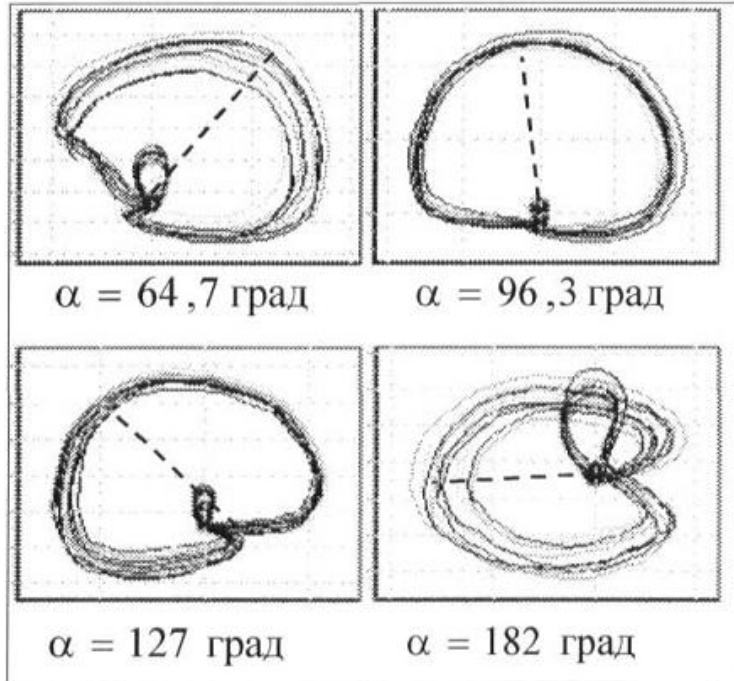 α = 64,7 град
α = 96,3 град
α = 127 град
α = 182 град